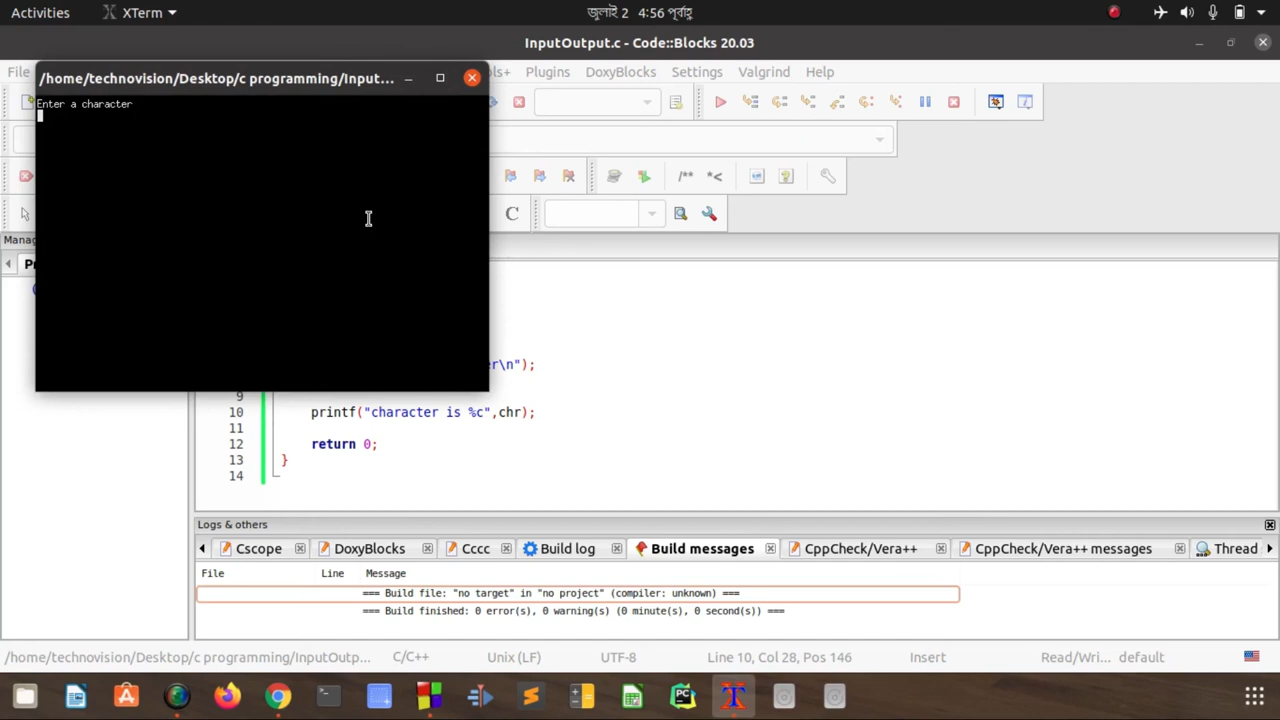 Activities
XTerm
জুলাই 2 4:56 পূর্বাহ্ণ
InputOutput.c - Code::Blocks 20.03
File
Plugins
DoxyBlocks
Settings
Valgrind
Help
/home/technovision/Desktop/c programming/Input...
Enter a character
/**
*<
C
er\n");
9
10 printf("character is %c",chr);
11
12 return 0;
13 }
14
Logs & others
Cscope
DoxyBlocks
Cccc
Build log
Build messages
CppCheck/Vera++
CppCheck/Vera++ messages
Thread
File Line Message
=== Build file: "no target" in "no project" (compiler: unknown) ===
=== Build finished: 0 error(s), 0 warning(s) (0 minute(s), 0 second(s)) ===
/home/technovision/Desktop/c programming/InputOutp...
C/C++
Unix (LF)
UTF-8
Line 10, Col 28, Pos 146
Insert
Read/Wri...
default